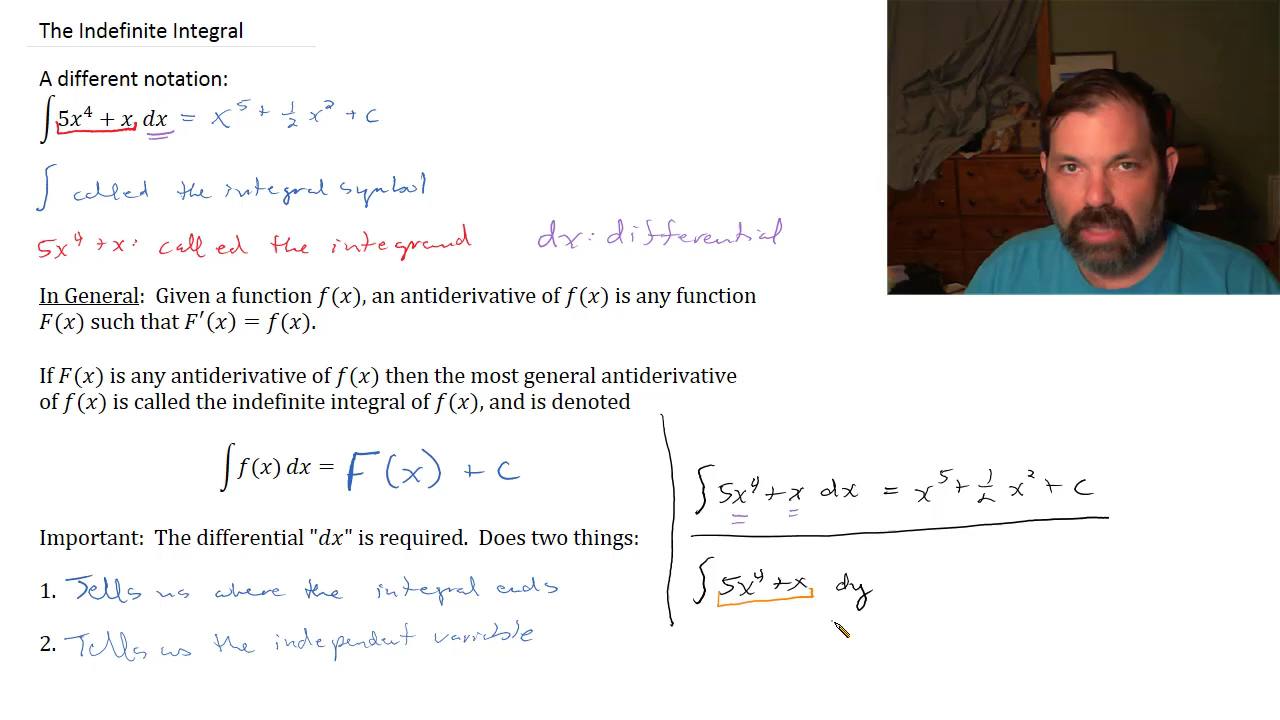 The Indefinite Integral
A different notation:
∫ 5x⁴ + x dx = x⁵ + ½ x² + C
∫ called the integral symbol
5x⁴ + x: called the integrand dx: differential
In General: Given a function f(x), an antiderivative of f(x) is any function
F(x) such that F′(x) = f(x).
If F(x) is any antiderivative of f(x) then the most general antiderivative
of f(x) is called the indefinite integral of f(x), and is denoted
∫ f(x) dx = F(x) + C
Important: The differential "dx" is required. Does two things:
1. Tells us where the integral ends
2. Tells us the independent variable
∫ 5x⁴ + x dx = x⁵ + ½ x² + C
∫ 5x⁴ + x dy